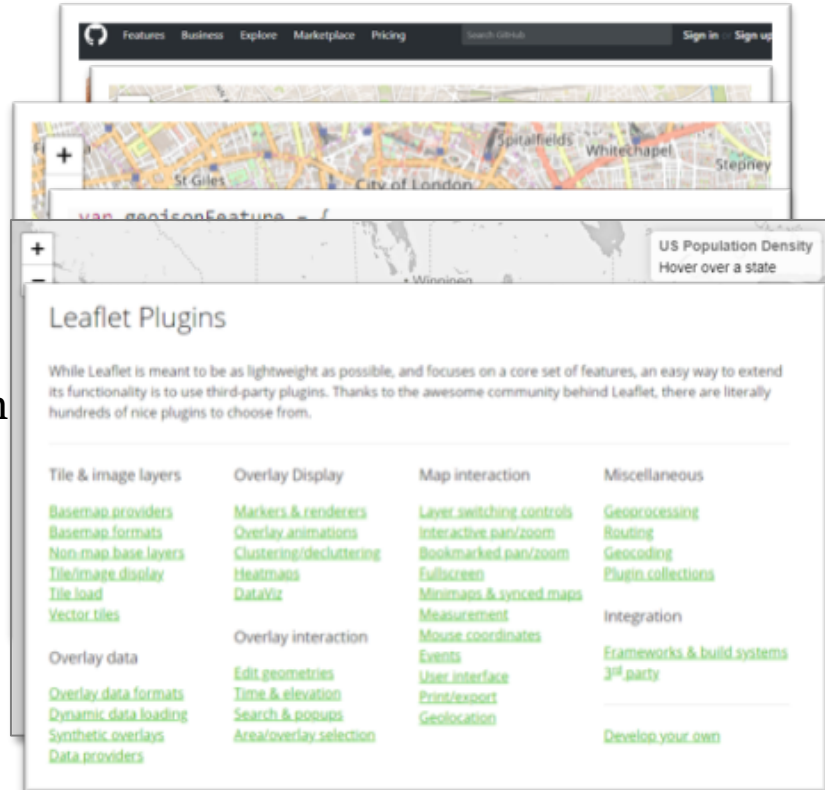 Features Business Explore Marketplace Pricing Search GitHub Sign in or Sign up
+
Spitalfields
Whitechapel
Stepney
St Giles
City of London
var geojsonFeature = {
+
US Population Density
Hover over a state
Winnipeg
Leaflet Plugins
While Leaflet is meant to be as lightweight as possible, and focuses on a core set of features, an easy way to extend
its functionality is to use third-party plugins. Thanks to the awesome community behind Leaflet, there are literally
hundreds of nice plugins to choose from.
Tile & image layers
Basemap providers
Basemap formats
Non-map base layers
Tile/image display
Tile load
Vector tiles
Overlay data
Overlay data formats
Dynamic data loading
Synthetic overlays
Data providers
Overlay Display
Markers & renderers
Overlay animations
Clustering/decluttering
Heatmaps
DataViz
Overlay interaction
Edit geometries
Time & elevation
Search & popups
Area/overlay selection
Map interaction
Layer switching controls
Interactive pan/zoom
Bookmarked pan/zoom
Fullscreen
Minimaps & synced maps
Measurement
Mouse coordinates
Events
User interface
Print/export
Geolocation
Miscellaneous
Geoprocessing
Routing
Geocoding
Plugin collections
Integration
Frameworks & build systems
3rd party
Develop your own